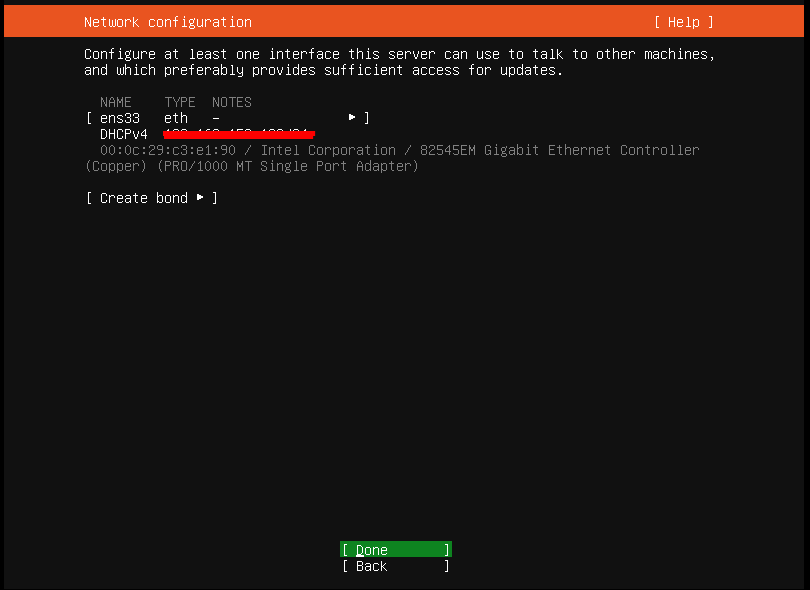 Network configuration [ Help ]
Configure at least one interface this server can use to talk to other machines,
and which preferably provides sufficient access for updates.
NAME TYPE NOTES
[ ens33 eth – ▸ ]
DHCPv4
00:0c:29:c3:e1:90 / Intel Corporation / 82545EM Gigabit Ethernet Controller
(Copper) (PRO/1000 MT Single Port Adapter)
[ Create bond ▸ ]
[ Done ]
[ Back ]